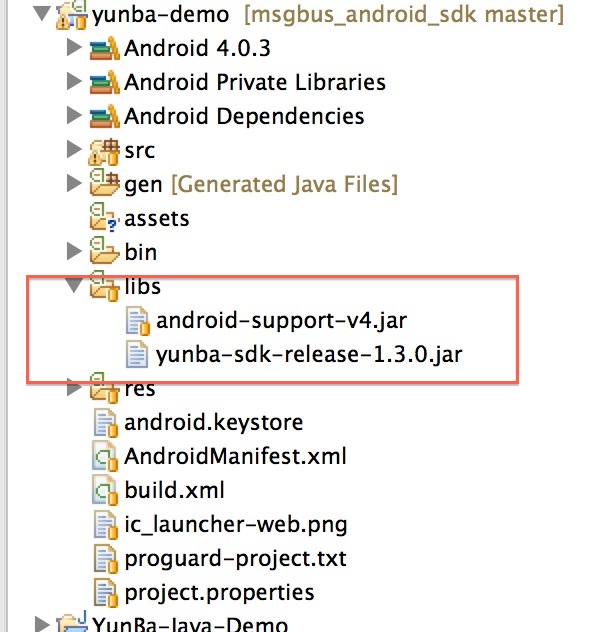 yunba-demo [msgbus_android_sdk master]
Android 4.0.3
Android Private Libraries
Android Dependencies
src
gen [Generated Java Files]
assets
bin
libs
android-support-v4.jar
yunba-sdk-release-1.3.0.jar
res
android.keystore
AndroidManifest.xml
build.xml
ic_launcher-web.png
proguard-project.txt
project.properties
YunBa-Java-Demo